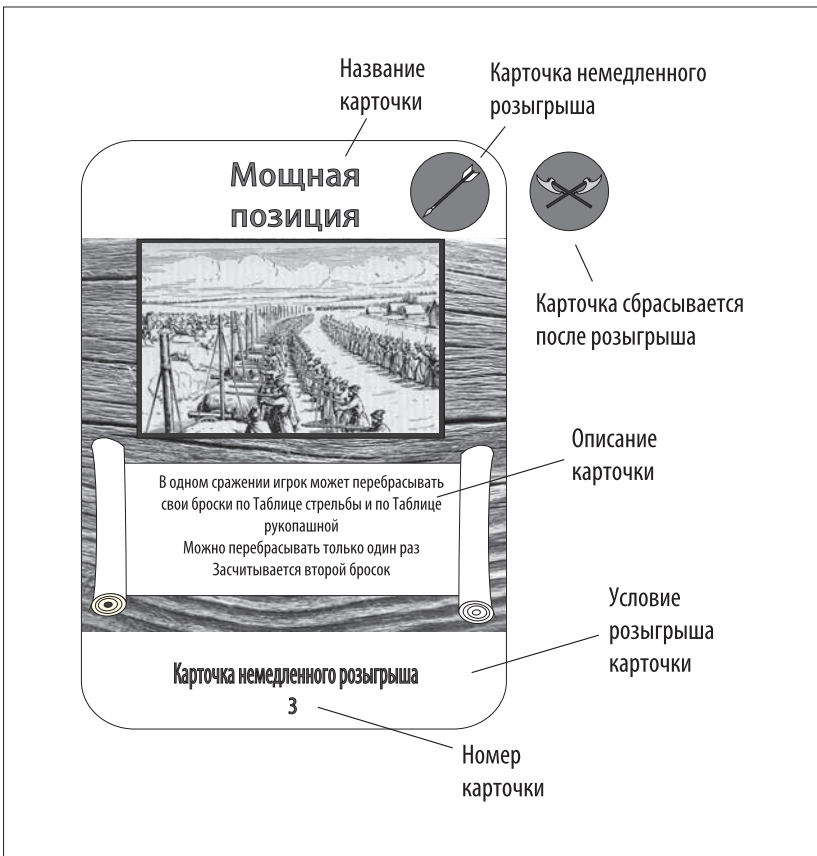 Название
карточки
Карточка немедленного
розыгрыша
Мощная
позиция
Карточка сбрасывается
после розыгрыша
Описание
карточки
В одном сражении игрок может перебрасывать
свои броски по Таблице стрельбы и по Таблице
рукопашной
Можно перебрасывать только один раз
Засчитывается второй бросок
Условие
розыгрыша
карточки
Карточка немедленного розыгрыша
3
Номер
карточки